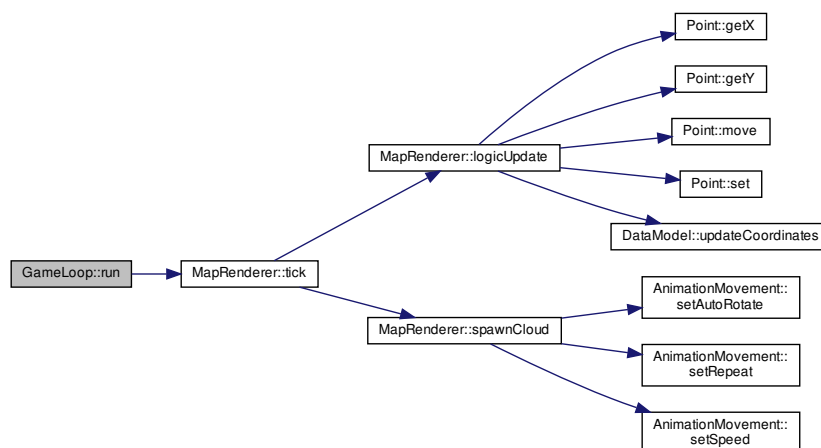 Point::getX
Point::getY
Point::move
MapRenderer::logicUpdate
Point::set
DataModel::updateCoordinates
GameLoop::run
MapRenderer::tick
AnimationMovement::
setAutoRotate
MapRenderer::spawnCloud
AnimationMovement::
setRepeat
AnimationMovement::
setSpeed